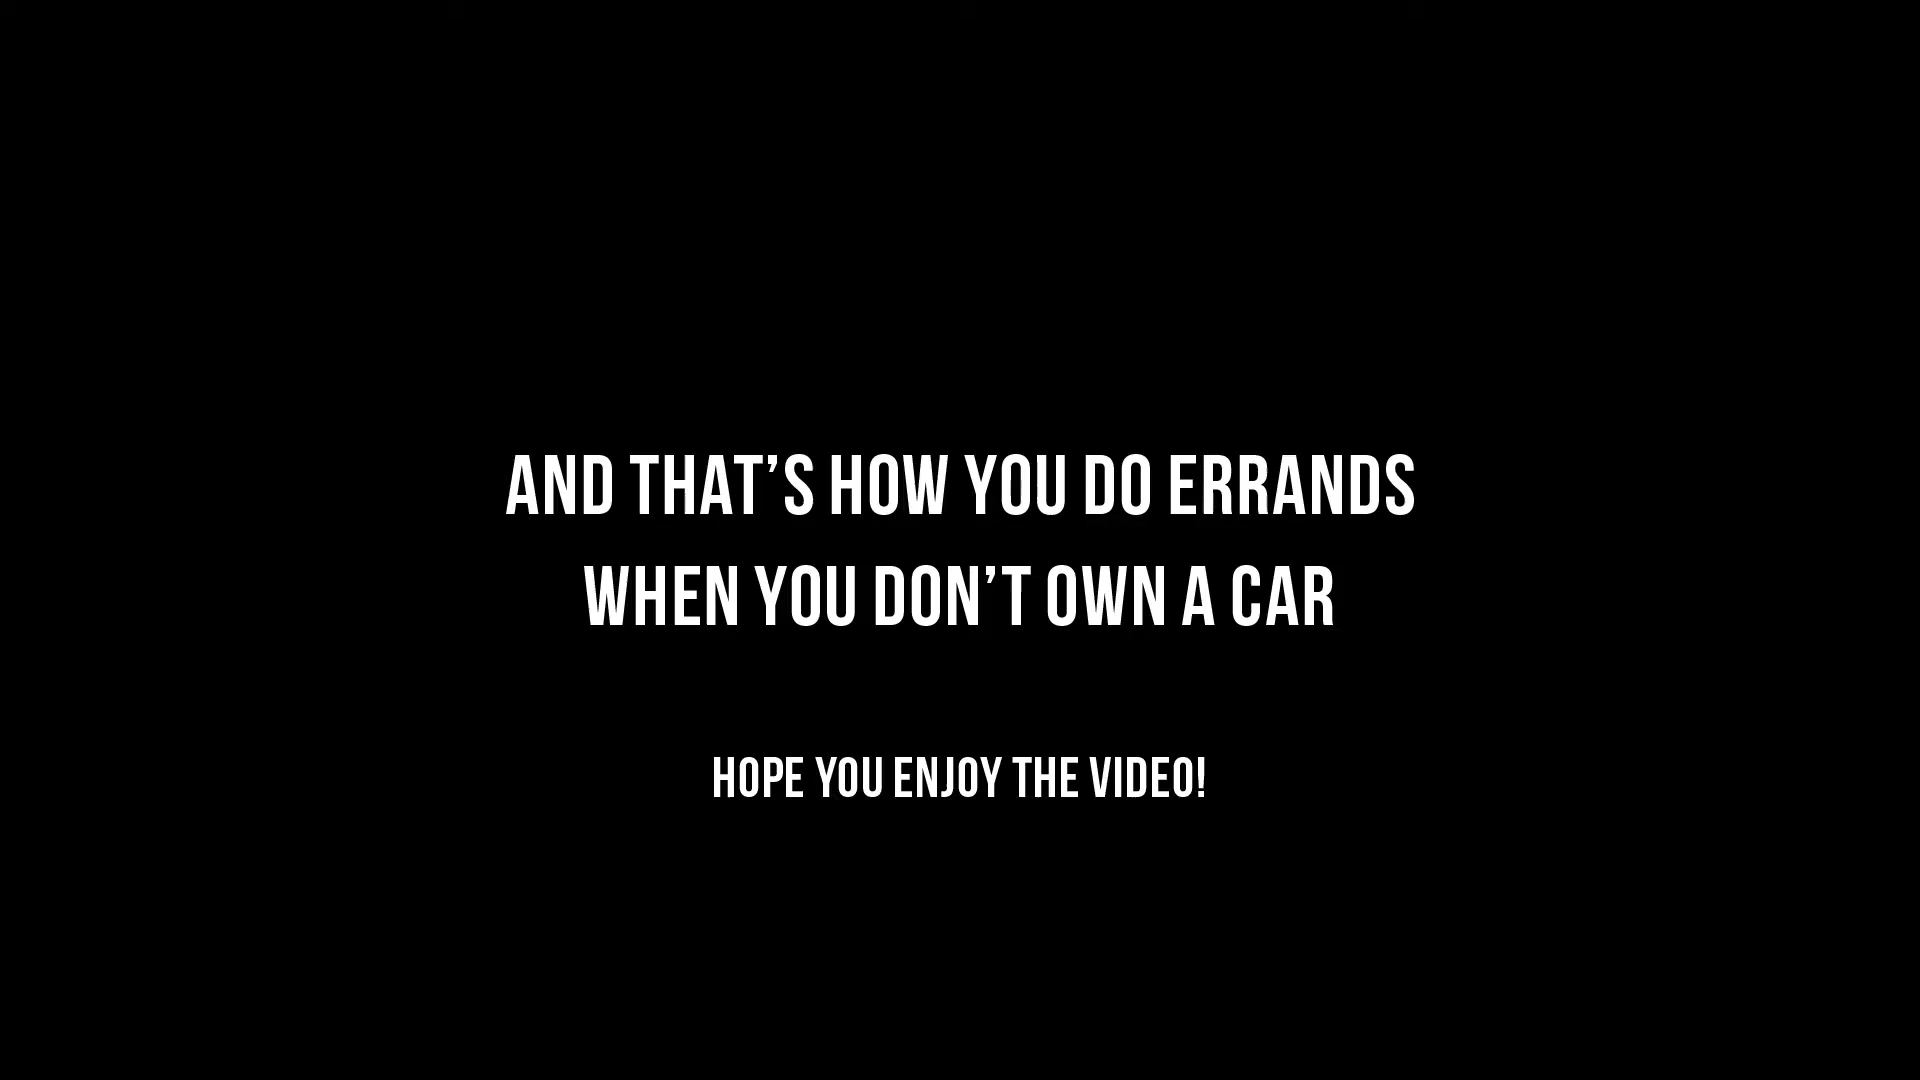 AND THAT’S HOW YOU DO ERRANDS
WHEN YOU DON’T OWN A CAR
HOPE YOU ENJOY THE VIDEO!